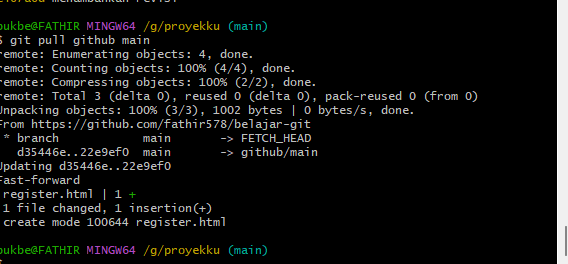 menambahkan
bukbe@FATHIR MINGW64 /g/proyekku (main)
$ git pull github main
remote: Enumerating objects: 4, done.
remote: Counting objects: 100% (4/4), done.
remote: Compressing objects: 100% (2/2), done.
remote: Total 3 (delta 0), reused 0 (delta 0), pack-reused 0 (from 0)
Unpacking objects: 100% (3/3), 1002 bytes | 0 bytes/s, done.
From https://github.com/fathir578/belajar-git
 * branch            main       -> FETCH_HEAD
   d35446e..22e9ef0  main       -> github/main
Updating d35446e..22e9ef0
Fast-forward
 register.html | 1 +
 1 file changed, 1 insertion(+)
 create mode 100644 register.html
bukbe@FATHIR MINGW64 /g/proyekku (main)